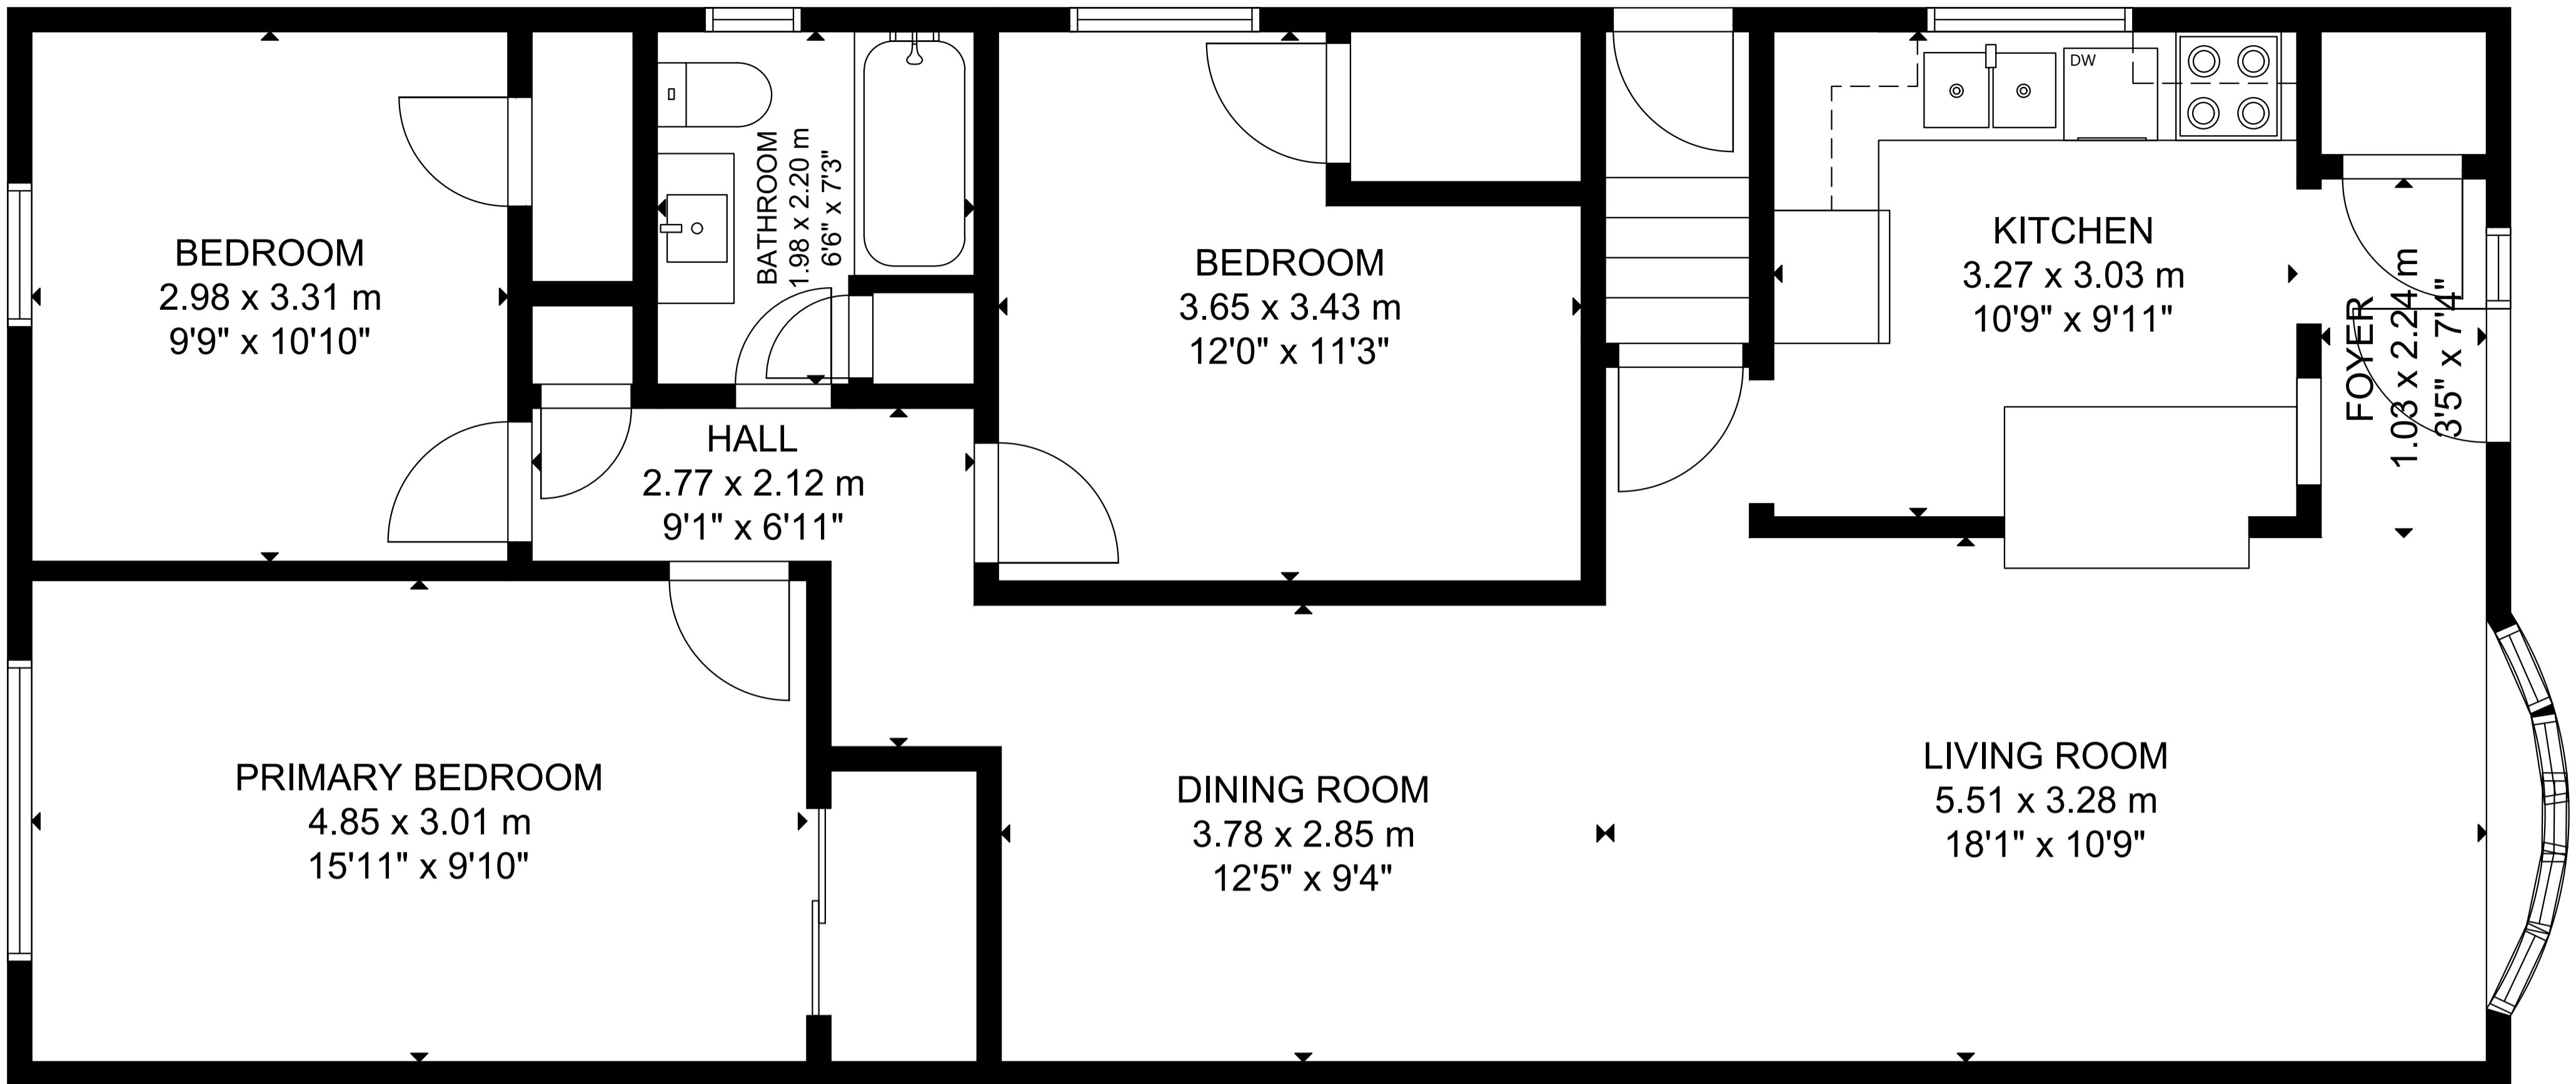 BEDROOM
2.98 x 3.31 m
9'9" x 10'10"
BATHROOM
1.98 x 2.20 m
6'6" x 7'3"
BEDROOM
3.65 x 3.43 m
12'0" x 11'3"
DW
KITCHEN
3.27 x 3.03 m
10'9" x 9'11"
FOYER
1.03 x 2.24 m
3'5" x 7'4"
HALL
2.77 x 2.12 m
9'1" x 6'11"
PRIMARY BEDROOM
4.85 x 3.01 m
15'11" x 9'10"
DINING ROOM
3.78 x 2.85 m
12'5" x 9'4"
LIVING ROOM
5.51 x 3.28 m
18'1" x 10'9"